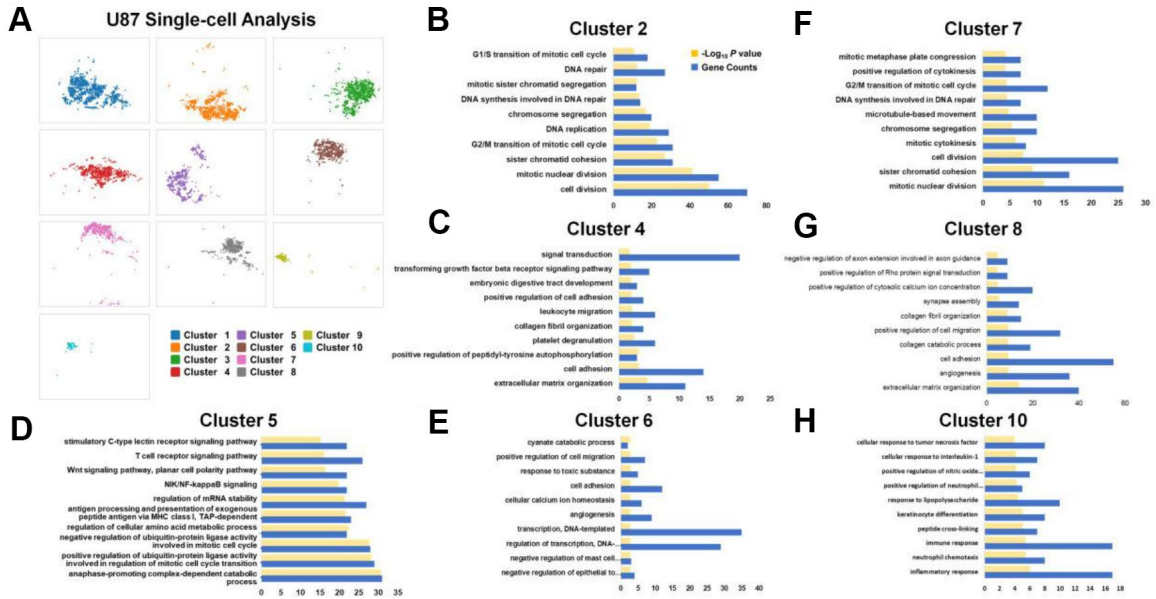 A
U87 Single-cell Analysis
Cluster 1
Cluster 2
Cluster 3
Cluster 4
Cluster 5
Cluster 6
Cluster 7
Cluster 8
Cluster 9
Cluster 10
B
Cluster 2
-Log₁₀ P value
Gene Counts
G1/S transition of mitotic cell cycle
DNA repair
mitotic sister chromatid segregation
DNA synthesis involved in DNA repair
chromosome segregation
DNA replication
G2/M transition of mitotic cell cycle
sister chromatid cohesion
mitotic nuclear division
cell division
0 20 40 60 80
C
Cluster 4
signal transduction
transforming growth factor beta receptor signaling pathway
embryonic digestive tract development
positive regulation of cell adhesion
leukocyte migration
collagen fibril organization
platelet degranulation
positive regulation of peptidyl-tyrosine autophosphorylation
cell adhesion
extracellular matrix organization
0 5 10 15 20 25
D
Cluster 5
stimulatory C-type lectin receptor signaling pathway
T cell receptor signaling pathway
Wnt signaling pathway, planar cell polarity pathway
NIK/NF-kappaB signaling
regulation of mRNA stability
antigen processing and presentation of exogenous
peptide antigen via MHC class I, TAP-dependent
regulation of cellular amino acid metabolic process
negative regulation of ubiquitin-protein ligase activity
involved in mitotic cell cycle
positive regulation of ubiquitin-protein ligase activity
involved in regulation of mitotic cell cycle transition
anaphase-promoting complex-dependent catabolic
process
0 5 10 15 20 25 30 35
E
Cluster 6
cyanate catabolic process
positive regulation of cell migration
response to toxic substance
cell adhesion
cellular calcium ion homeostasis
angiogenesis
transcription, DNA-templated
regulation of transcription, DNA-...
negative regulation of mast cell...
negative regulation of epithelial to...
0 5 10 15 20 25 30 35 40
F
Cluster 7
mitotic metaphase plate congression
positive regulation of cytokinesis
G2/M transition of mitotic cell cycle
DNA synthesis involved in DNA repair
microtubule-based movement
chromosome segregation
mitotic cytokinesis
cell division
sister chromatid cohesion
mitotic nuclear division
0 5 10 15 20 25 30
G
Cluster 8
negative regulation of axon extension involved in axon guidance
positive regulation of Rho protein signal transduction
positive regulation of cytosolic calcium ion concentration
synapse assembly
collagen fibril organization
positive regulation of cell migration
collagen catabolic process
cell adhesion
angiogenesis
extracellular matrix organization
0 20 40 60
H
Cluster 10
cellular response to tumor necrosis factor
cellular response to interleukin-1
positive regulation of nitric oxide...
positive regulation of neutrophil...
response to lipopolysaccharide
keratinocyte differentiation
peptide cross-linking
immune response
neutrophil chemotaxis
inflammatory response
0 2 4 6 8 10 12 14 16 18